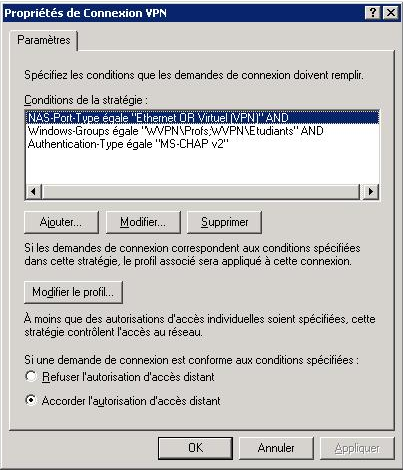 Propriétés de Connexion VPN
Paramètres
Spécifiez les conditions que les demandes de connexion doivent remplir.
Conditions de la stratégie :
NAS-Port-Type égale "Ethernet OR Virtuel (VPN)" AND
Windows-Groups égale "WVPN\Profs;WVPN\Etudiants" AND
Authentication-Type égale "MS-CHAP v2"
Ajouter... Modifier... Supprimer
Si les demandes de connexion correspondent aux conditions spécifiées
dans cette stratégie, le profil associé sera appliqué à cette connexion.
Modifier le profil...
À moins que des autorisations d'accès individuelles soient spécifiées, cette
stratégie contrôlent l'accès au réseau.
Si une demande de connexion est conforme aux conditions spécifiées :
Refuser l'autorisation d'accès distant
Accorder l'autorisation d'accès distant
OK Annuler Appliquer